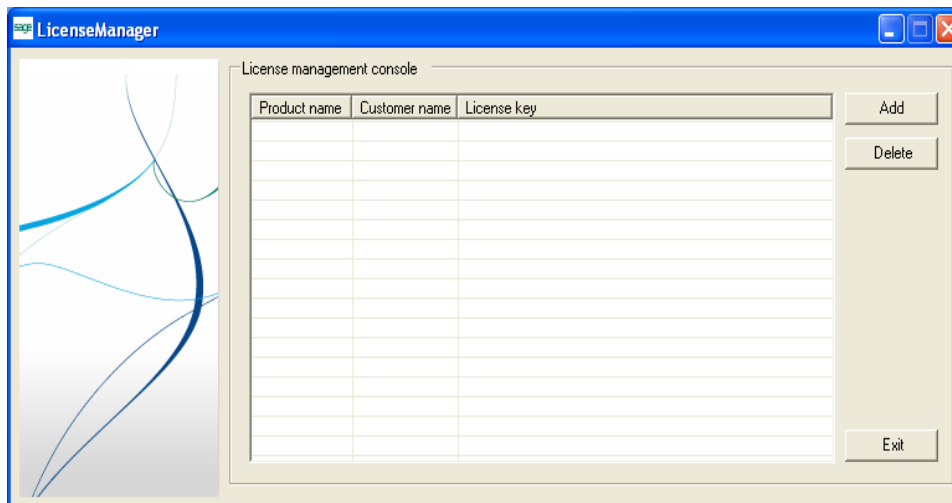 sage LicenseManager
License management console
Product name Customer name License key
Add
Delete
Exit